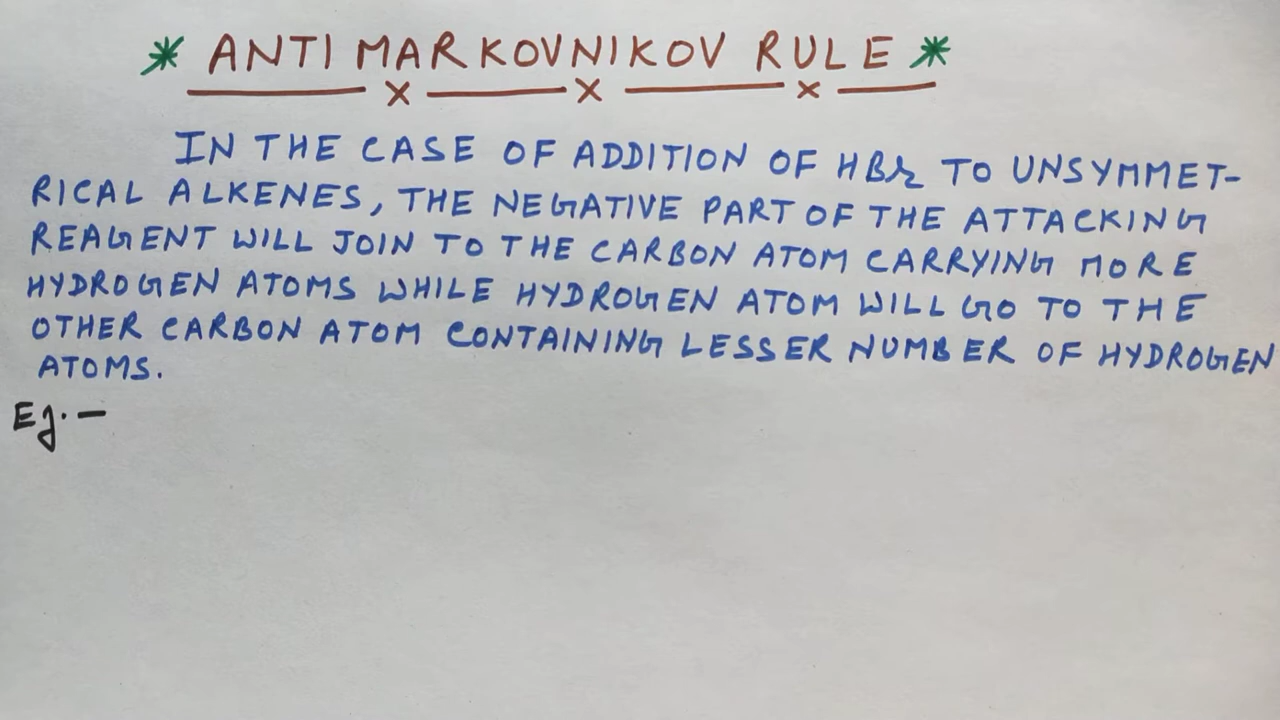 * ANTI MARKOVNIKOV RULE *
IN THE CASE OF ADDITION OF HBr TO UNSYMMET-
RICAL ALKENES, THE NEGATIVE PART OF THE ATTACKING
REAGENT WILL JOIN TO THE CARBON ATOM CARRYING MORE
HYDROGEN ATOMS WHILE HYDROGEN ATOM WILL GO TO THE
OTHER CARBON ATOM CONTAINING LESSER NUMBER OF HYDROGEN
ATOMS.
Eg.-